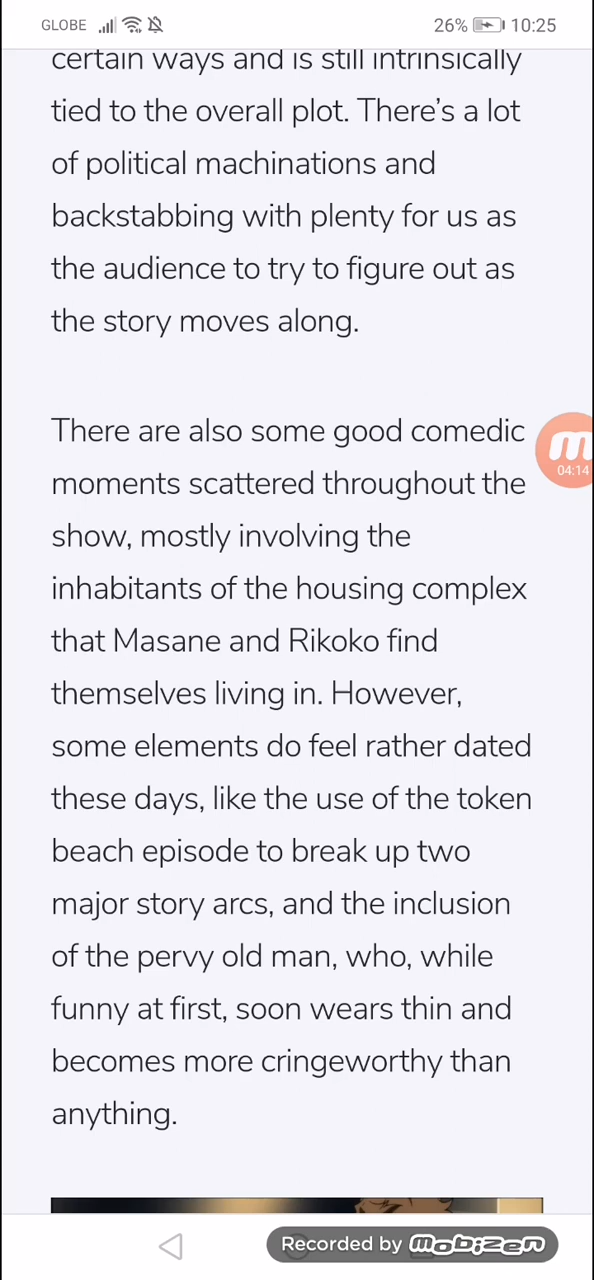 GLOBE 26% 10:25
certain ways and is still intrinsically
tied to the overall plot. There's a lot
of political machinations and
backstabbing with plenty for us as
the audience to try to figure out as
the story moves along.
There are also some good comedic
moments scattered throughout the
show, mostly involving the
inhabitants of the housing complex
that Masane and Rikoko find
themselves living in. However,
some elements do feel rather dated
these days, like the use of the token
beach episode to break up two
major story arcs, and the inclusion
of the pervy old man, who, while
funny at first, soon wears thin and
becomes more cringeworthy than
anything.
m
04:14
Recorded by mobizen